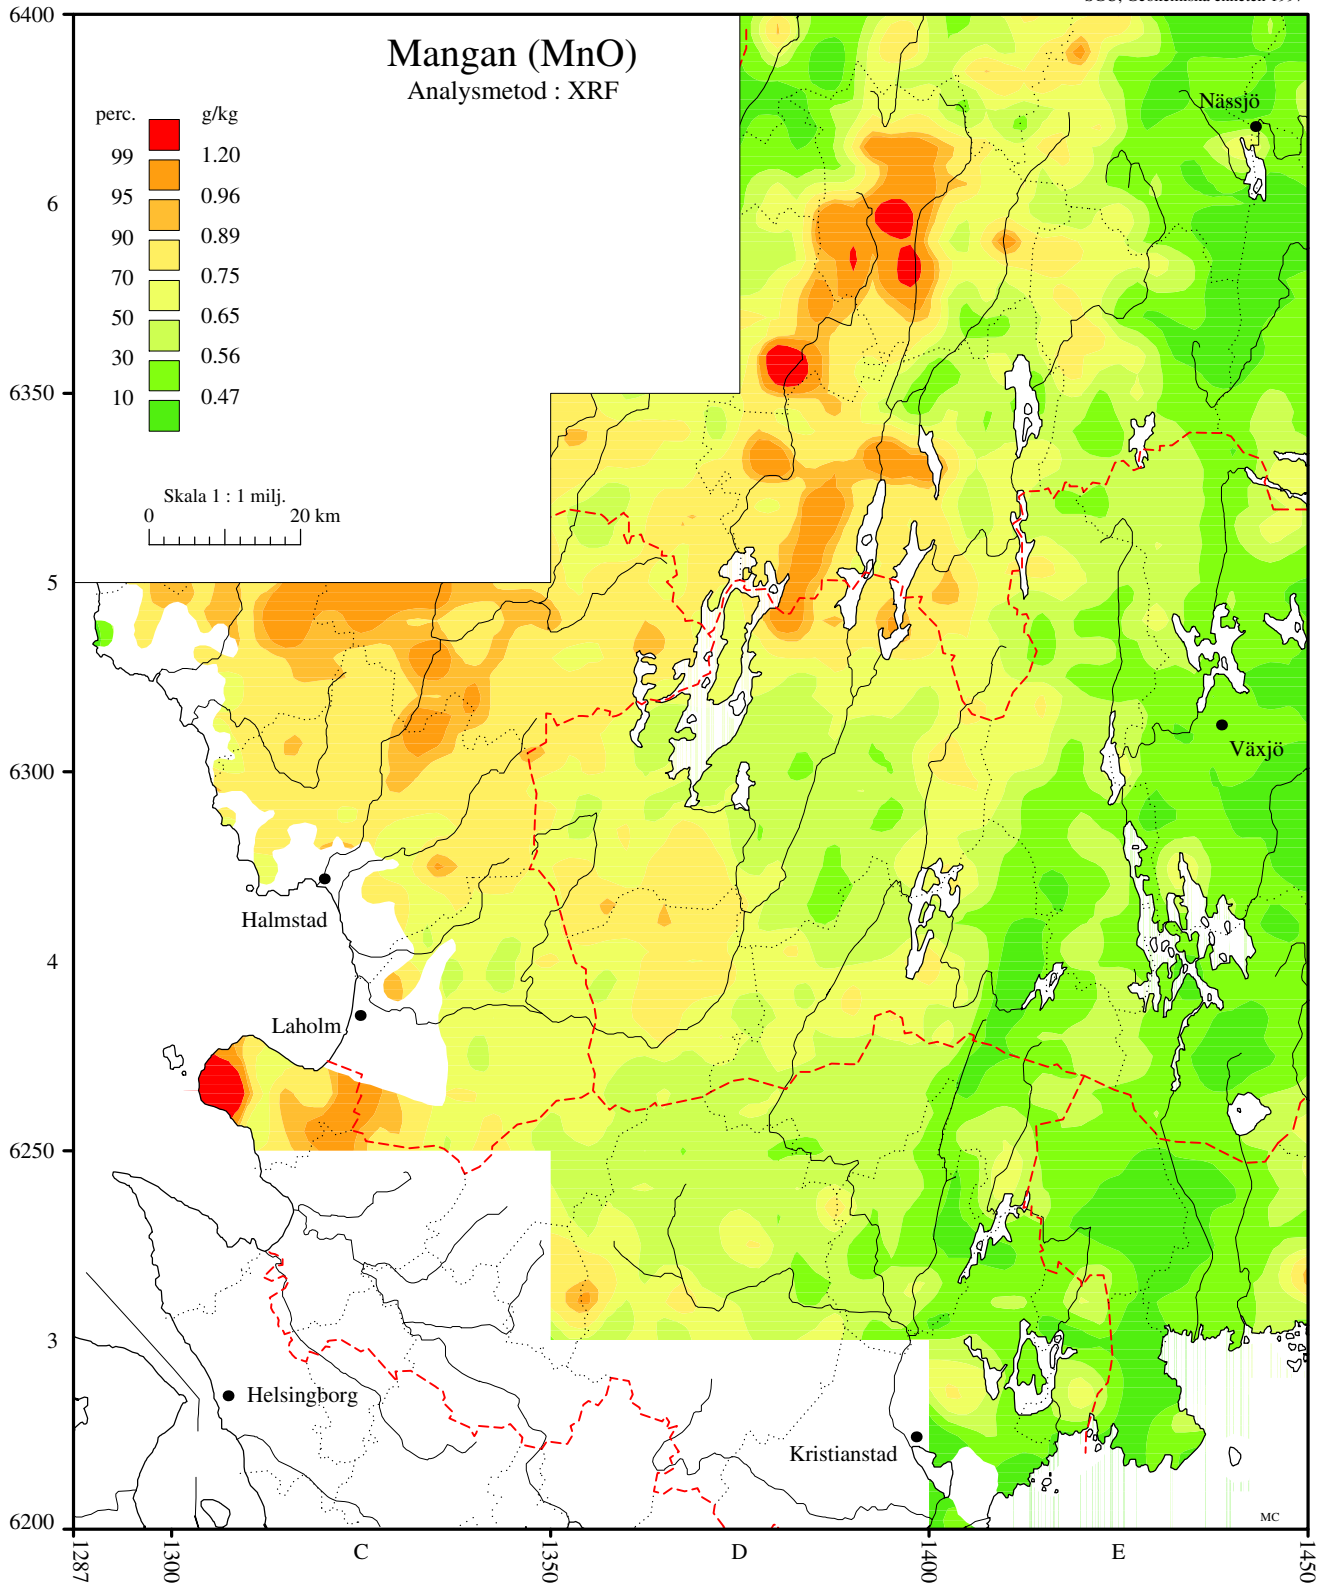 6400
Mangan (MnO)
Analysmetod : XRF
perc. g/kg
99 1.20
95 0.96
90 0.89
70 0.75
50 0.65
30 0.56
10 0.47
Nässjö
6
6350
Skala 1 : 1 milj.
0 20 km
5
Växjö
6300
Halmstad
4
Laholm
6250
3
Helsingborg
Kristianstad
6200
MC
1287 1300 C 1350 D 1400 E 1450